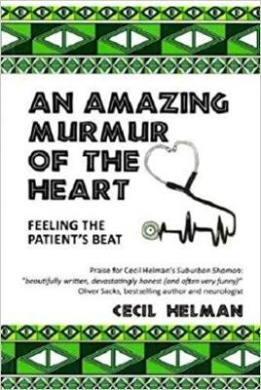 AN AMAZING
MURMUR
OF THE
HEART
FEELING THE
PATIENT'S BEAT
Praise for Cecil Helman's Suburban Shaman:
"beautifully written, devastatingly honest (and often very funny)"
Oliver Sacks, bestselling author and neurologist
CECIL HELMAN